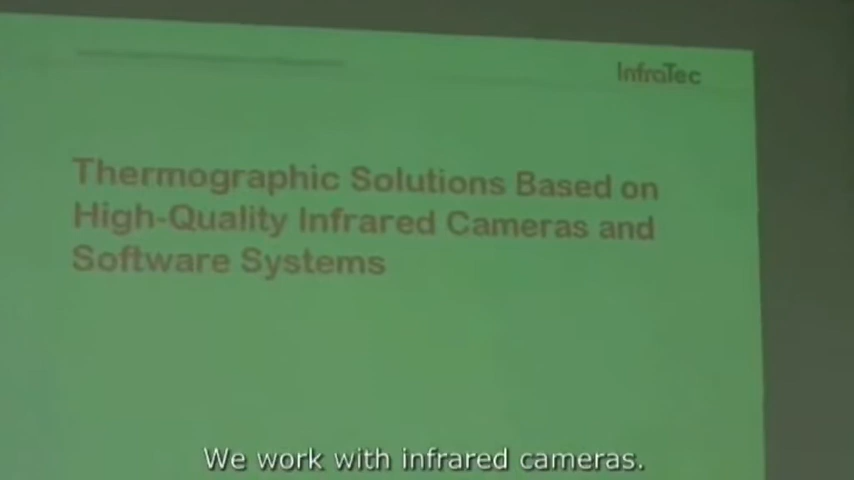 InfraTec
Thermographic Solutions Based on
High-Quality Infrared Cameras and
Software Systems
We work with infrared cameras.